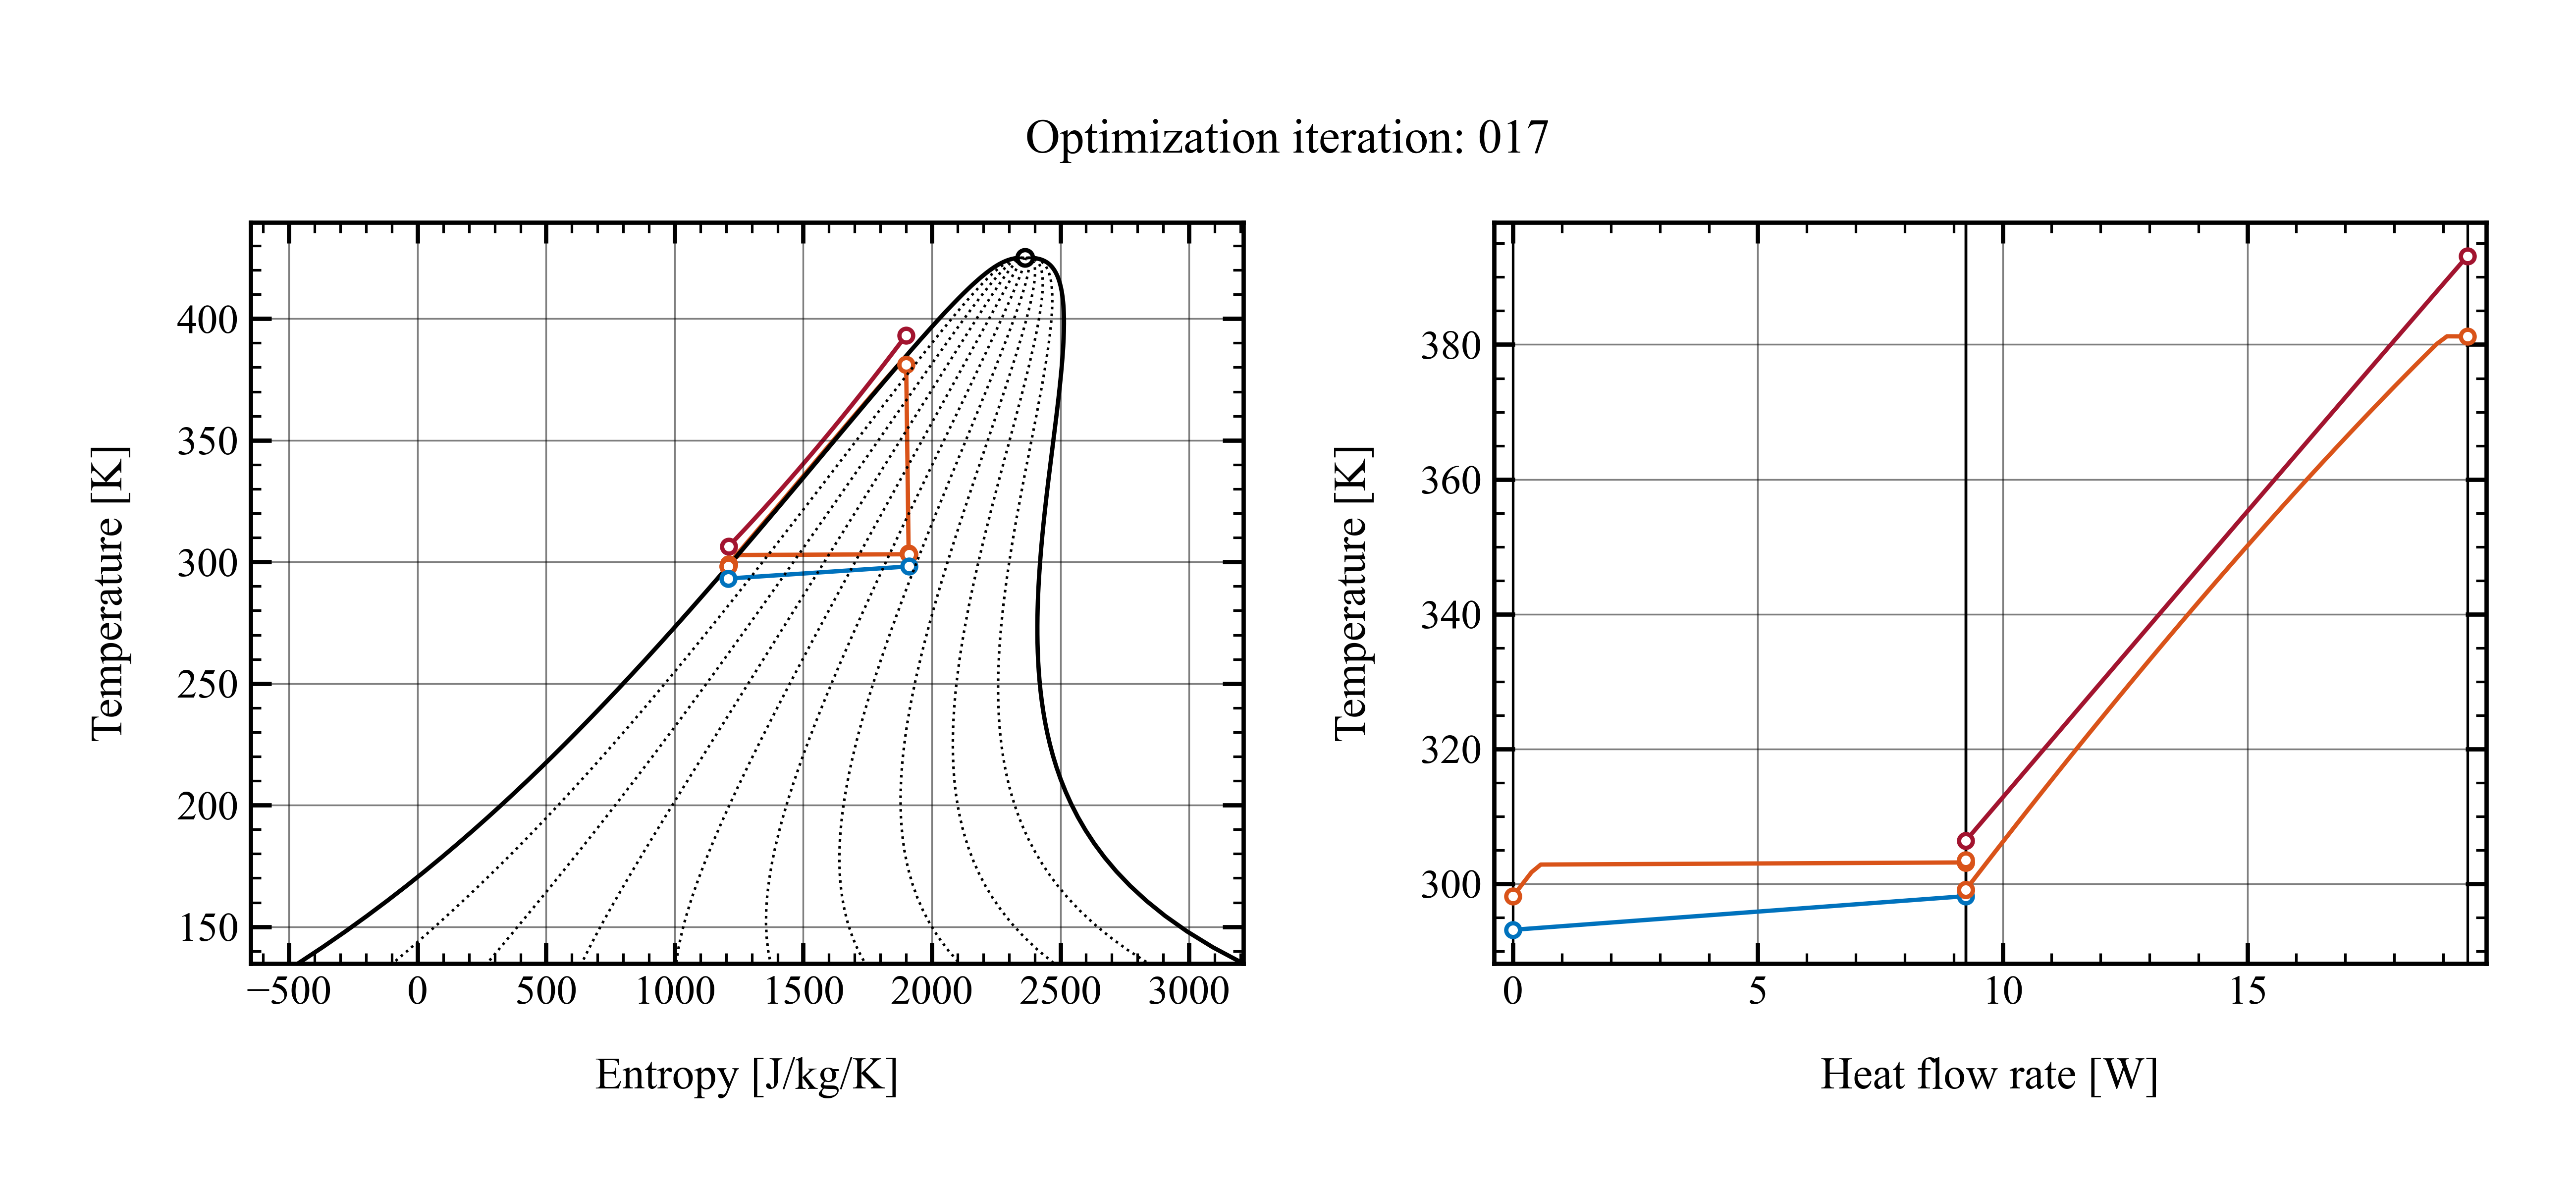 Optimization iteration: 017
Temperature [K]
400
350
300
250
200
150
−500 0 500 1000 1500 2000 2500 3000
Entropy [J/kg/K]
Temperature [K]
380
360
340
320
300
0 5 10 15
Heat flow rate [W]